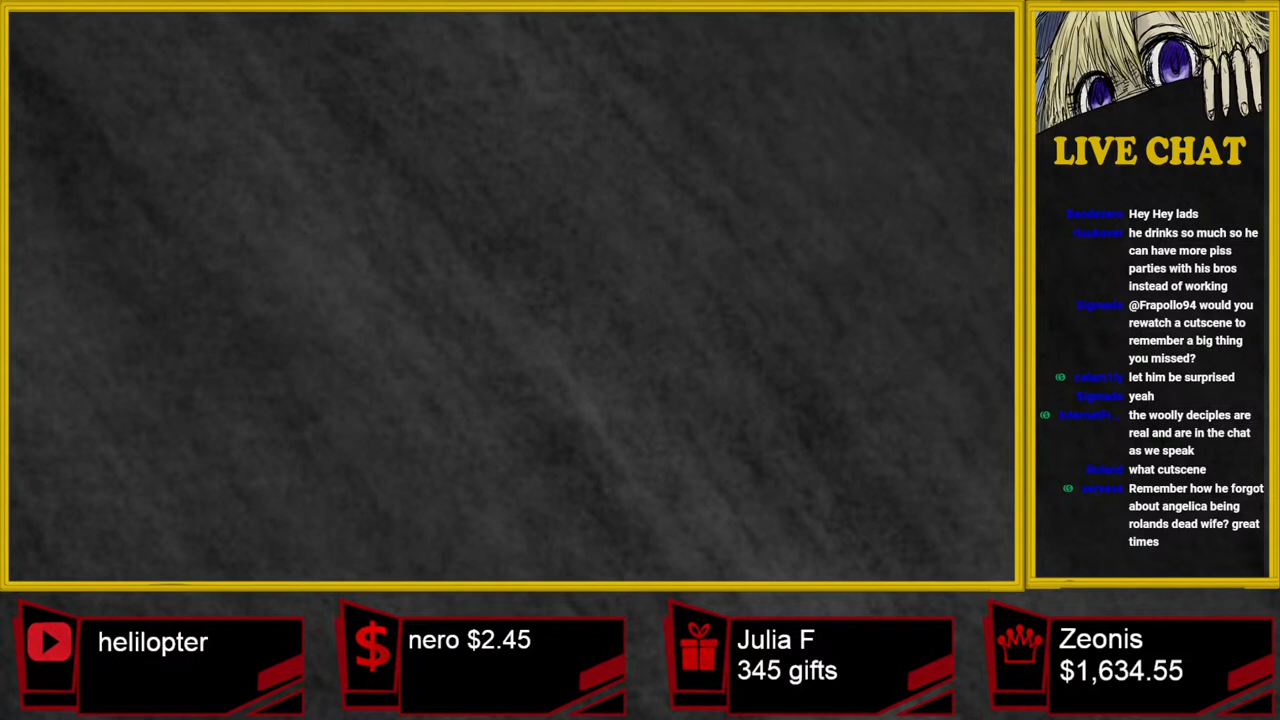 LIVE CHAT
Hey Hey lads
he drinks so much so he
can have more piss
parties with his bros
instead of working
@Frapollo94 would you
rewatch a cutscene to
remember a big thing
you missed?
let him be surprised
yeah
the woolly deciples are
real and are in the chat
as we speak
what cutscene
Remember how he forgot
about angelica being
rolands dead wife? great
times
helilopter
$ nero $2.45
Julia F
345 gifts
Zeonis
$1,634.55